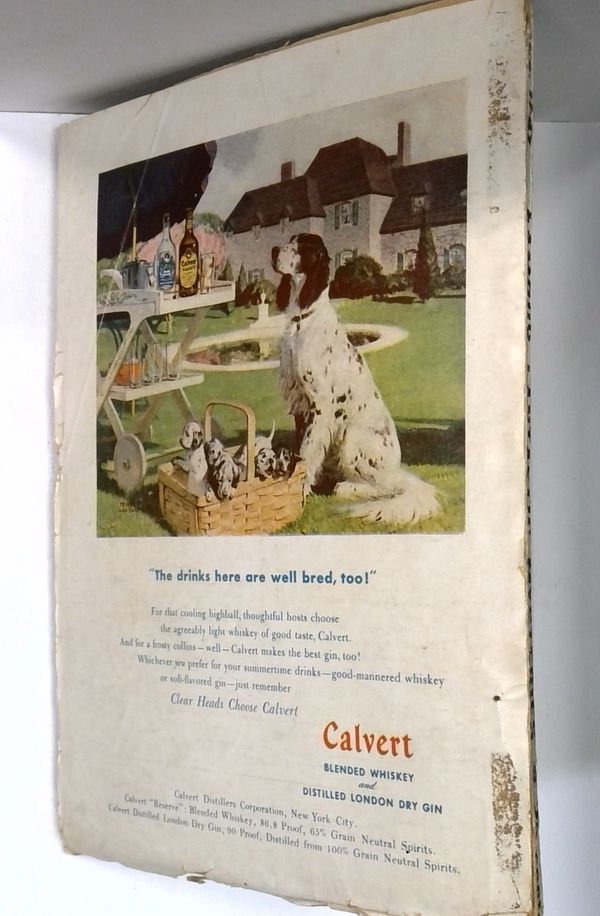 Calvert
"The drinks here are well bred, too!"
For that cooling highball, thoughtful hosts choose
the agreeably light whiskey of good taste, Calvert.
And for a frosty collins—well—Calvert makes the best gin, too!
Whichever you prefer for your summertime drinks—good-mannered whiskey
or soft-flavored gin—just remember
Clear Heads Choose Calvert
Calvert
BLENDED WHISKEY
and
DISTILLED LONDON DRY GIN
Calvert Distillers Corporation, New York City.
Calvert "Reserve": Blended Whiskey, 86.8 Proof, 65% Grain Neutral Spirits.
Calvert Distilled London Dry Gin, 90 Proof, Distilled from 100% Grain Neutral Spirits.